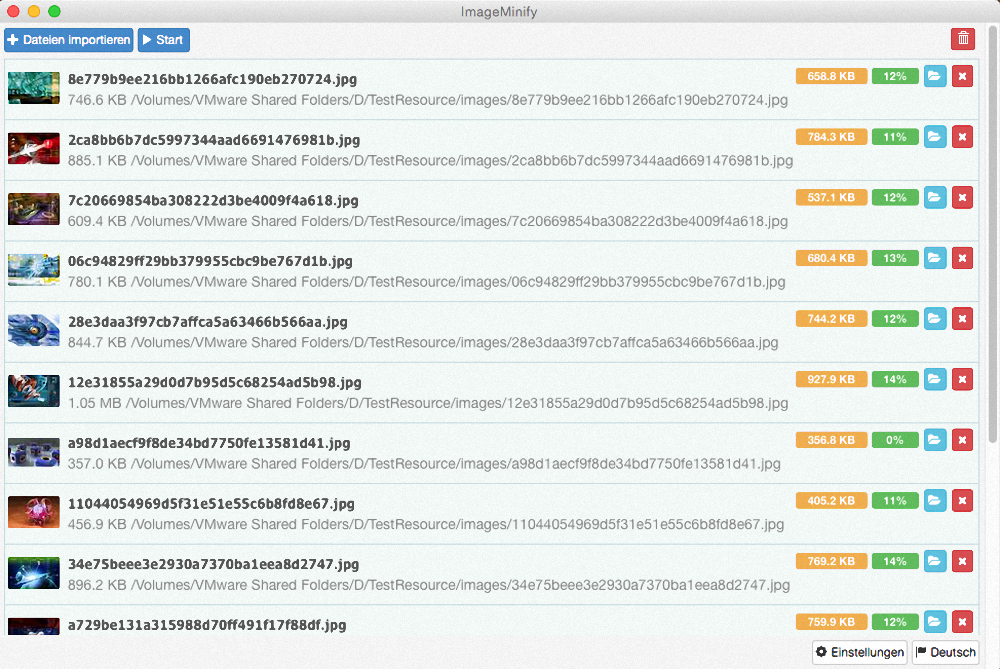 ImageMinify
Dateien importieren Start
8e779b9ee216bb1266afc190eb270724.jpg 658.8 KB 12%
746.6 KB /Volumes/VMware Shared Folders/D/TestResource/images/8e779b9ee216bb1266afc190eb270724.jpg
2ca8bb6b7dc5997344aad6691476981b.jpg 784.3 KB 11%
885.1 KB /Volumes/VMware Shared Folders/D/TestResource/images/2ca8bb6b7dc5997344aad6691476981b.jpg
7c20669854ba308222d3be4009f4a618.jpg 537.1 KB 12%
609.4 KB /Volumes/VMware Shared Folders/D/TestResource/images/7c20669854ba308222d3be4009f4a618.jpg
06c94829ff29bb379955cbc9be767d1b.jpg 680.4 KB 13%
780.1 KB /Volumes/VMware Shared Folders/D/TestResource/images/06c94829ff29bb379955cbc9be767d1b.jpg
28e3daa3f97cb7affca5a63466b566aa.jpg 744.2 KB 12%
844.7 KB /Volumes/VMware Shared Folders/D/TestResource/images/28e3daa3f97cb7affca5a63466b566aa.jpg
12e31855a29d0d7b95d5c68254ad5b98.jpg 927.9 KB 14%
1.05 MB /Volumes/VMware Shared Folders/D/TestResource/images/12e31855a29d0d7b95d5c68254ad5b98.jpg
a98d1aecf9f8de34bd7750fe13581d41.jpg 356.8 KB 0%
357.0 KB /Volumes/VMware Shared Folders/D/TestResource/images/a98d1aecf9f8de34bd7750fe13581d41.jpg
11044054969d5f31e51e55c6b8fd8e67.jpg 405.2 KB 11%
456.9 KB /Volumes/VMware Shared Folders/D/TestResource/images/11044054969d5f31e51e55c6b8fd8e67.jpg
34e75beee3e2930a7370ba1eea8d2747.jpg 769.2 KB 14%
896.2 KB /Volumes/VMware Shared Folders/D/TestResource/images/34e75beee3e2930a7370ba1eea8d2747.jpg
a729be131a315988d70ff491f17f88df.jpg 759.9 KB 12%
Einstellungen Deutsch